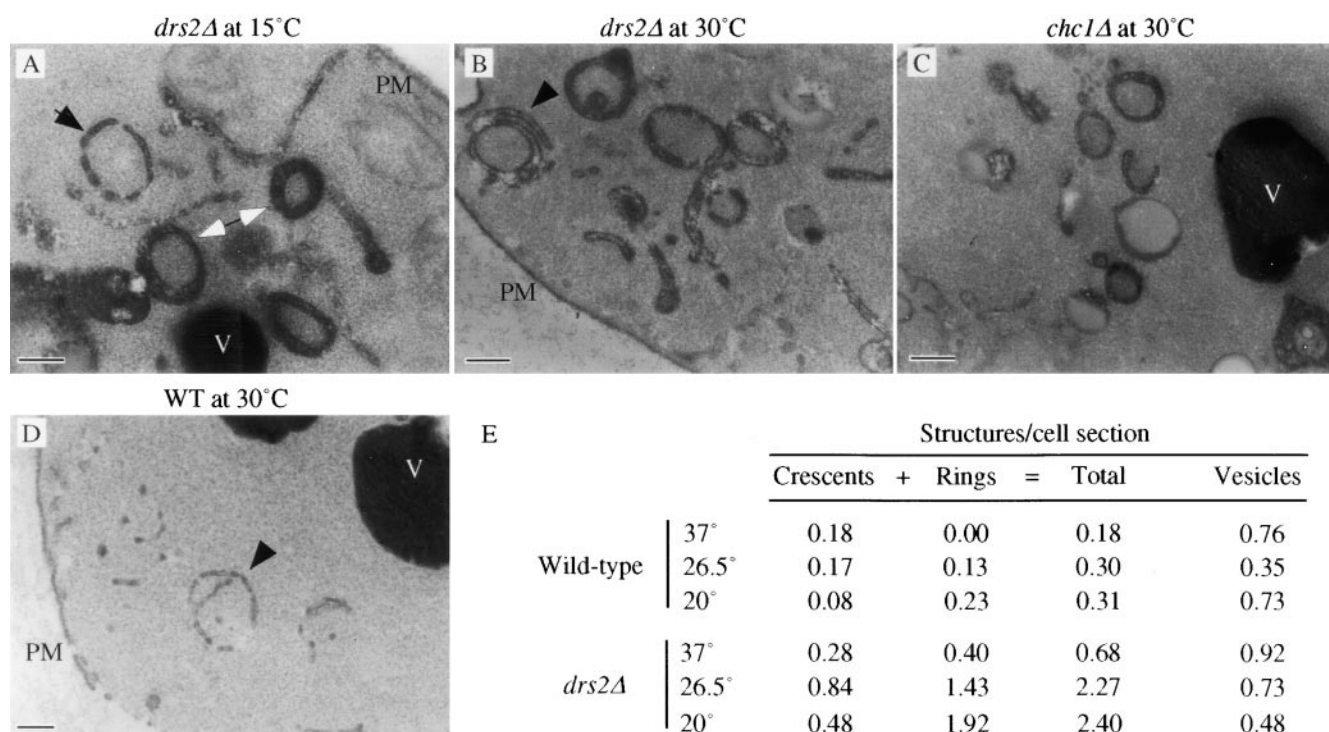 drs2Δ at 15°C
drs2Δ at 30°C
chc1Δ at 30°C
A
PM
V
B
PM
C
V
WT at 30°C
D
V
PM
E
Structures/cell section
Crescents + Rings = Total Vesicles
Wild-type
37° 0.18 0.00 0.18 0.76
26.5° 0.17 0.13 0.30 0.35
20° 0.08 0.23 0.31 0.73
drs2Δ
37° 0.28 0.40 0.68 0.92
26.5° 0.84 1.43 2.27 0.73
20° 0.48 1.92 2.40 0.48